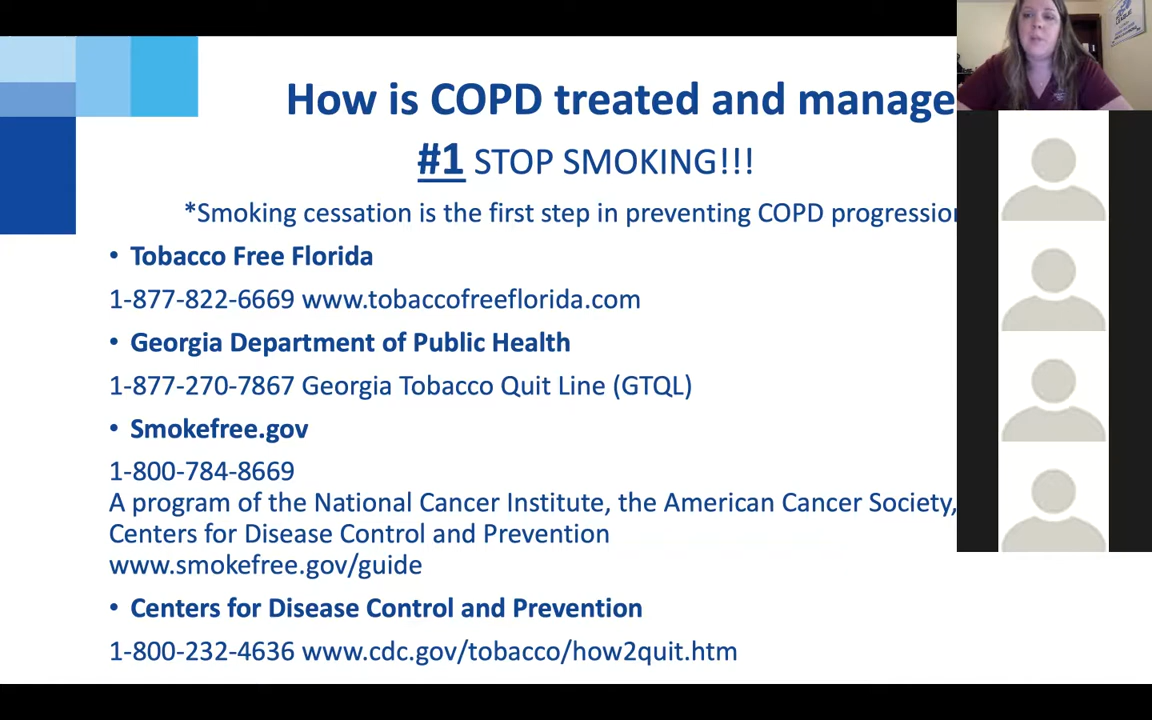 How is COPD treated and manage
#1 STOP SMOKING!!!
*Smoking cessation is the first step in preventing COPD progression
• Tobacco Free Florida
1-877-822-6669 www.tobaccofreeflorida.com
• Georgia Department of Public Health
1-877-270-7867 Georgia Tobacco Quit Line (GTQL)
• Smokefree.gov
1-800-784-8669
A program of the National Cancer Institute, the American Cancer Society,
Centers for Disease Control and Prevention
www.smokefree.gov/guide
• Centers for Disease Control and Prevention
1-800-232-4636 www.cdc.gov/tobacco/how2quit.htm